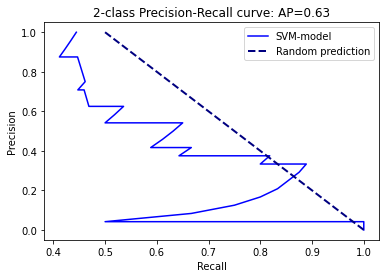 2-class Precision-Recall curve: AP=0.63
SVM-model
Random prediction
Precision
1.0
0.8
0.6
0.4
0.2
0.0
0.4 0.5 0.6 0.7 0.8 0.9 1.0
Recall